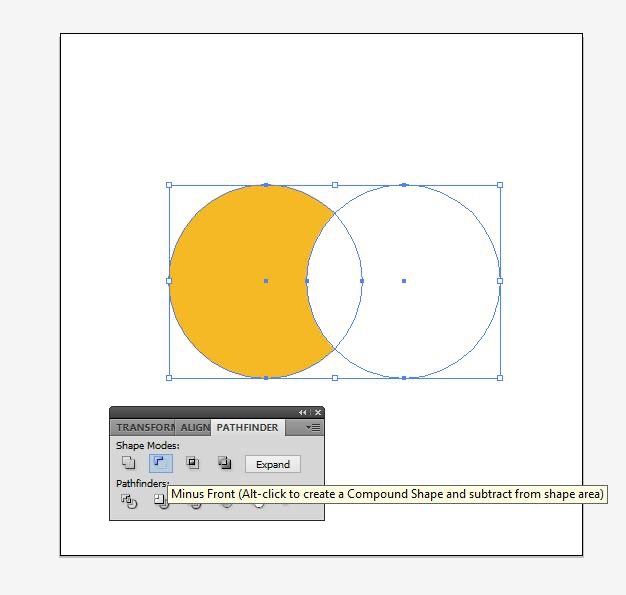 TRANSFORM ALIGN PATHFINDER
Shape Modes:
Expand
Pathfinders:
Minus Front (Alt-click to create a Compound Shape and subtract from shape area)